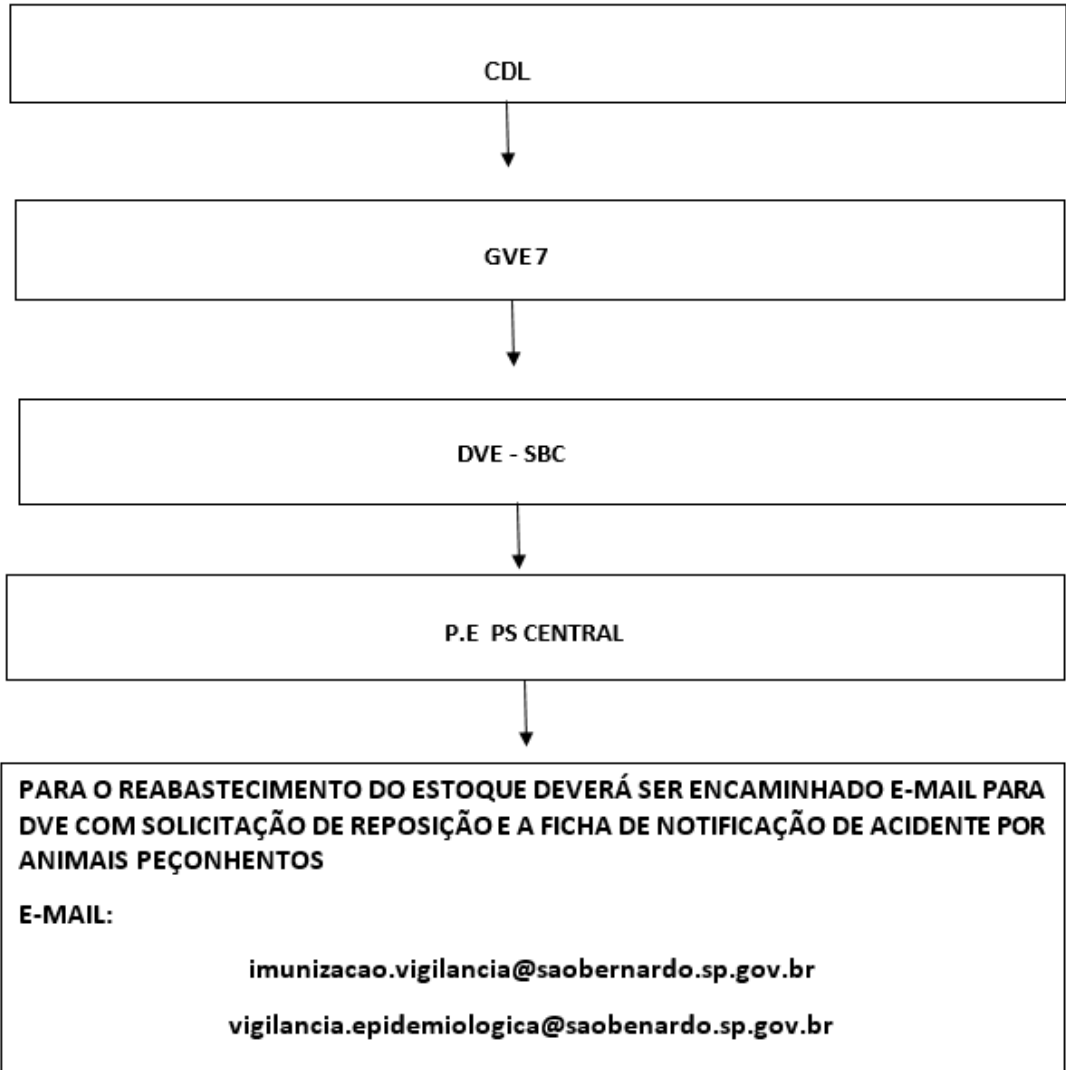 CDL
GVE 7
DVE - SBC
P.E PS CENTRAL
PARA O REABASTECIMENTO DO ESTOQUE DEVERÁ SER ENCAMINHADO E-MAIL PARA
DVE COM SOLICITAÇÃO DE REPOSIÇÃO E A FICHA DE NOTIFICAÇÃO DE ACIDENTE POR
ANIMAIS PEÇONHENTOS
E-MAIL:
imunizacao.vigilancia@saobernardo.sp.gov.br
vigilancia.epidemiologica@saobenardo.sp.gov.br